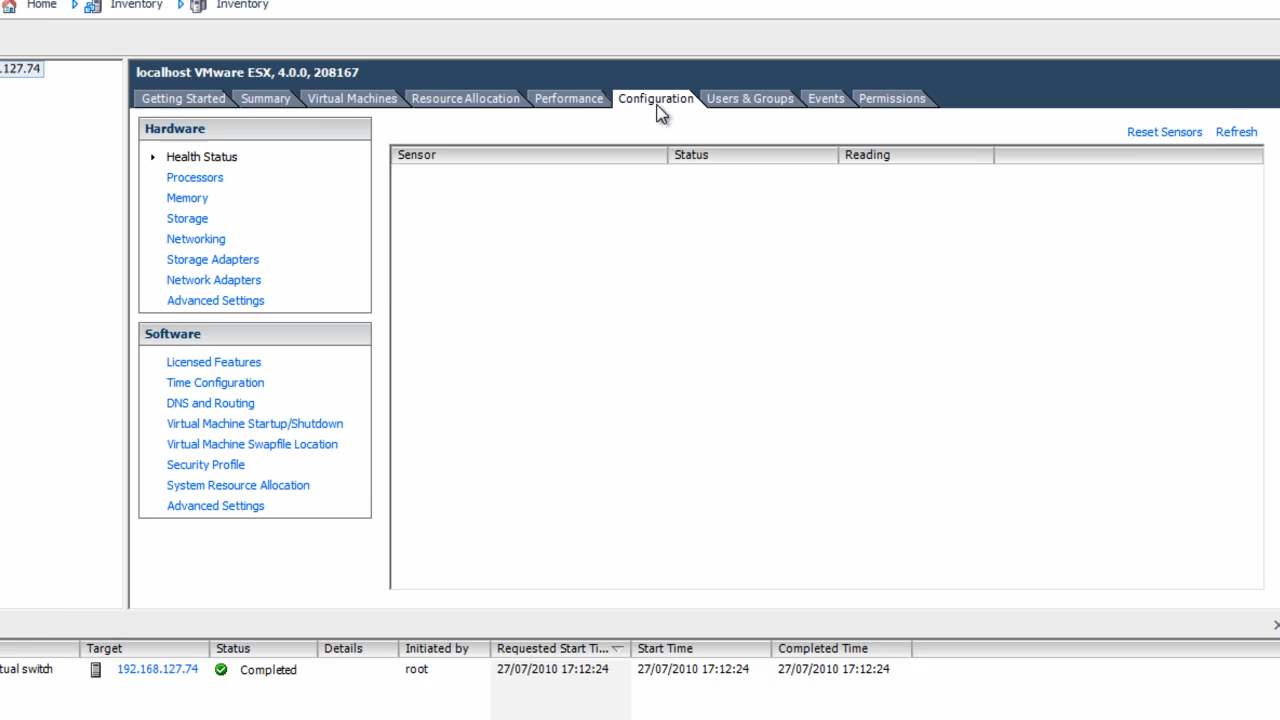 Home Inventory Inventory
.127.74
localhost VMware ESX, 4.0.0, 208167
Getting Started Summary Virtual Machines Resource Allocation Performance Configuration Users & Groups Events Permissions
Hardware
Health Status
Processors
Memory
Storage
Networking
Storage Adapters
Network Adapters
Advanced Settings
Software
Licensed Features
Time Configuration
DNS and Routing
Virtual Machine Startup/Shutdown
Virtual Machine Swapfile Location
Security Profile
System Resource Allocation
Advanced Settings
Reset Sensors Refresh
Sensor Status Reading
Target Status Details Initiated by Requested Start Ti... Start Time Completed Time
tual switch 192.168.127.74 Completed root 27/07/2010 17:12:24 27/07/2010 17:12:24 27/07/2010 17:12:24